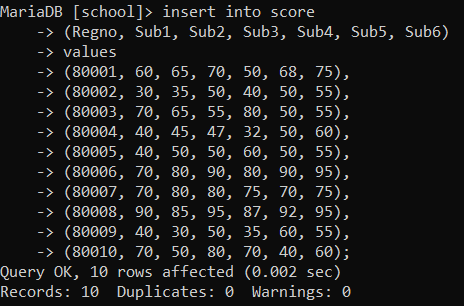 MariaDB [school]> insert into score
    -> (Regno, Sub1, Sub2, Sub3, Sub4, Sub5, Sub6)
    -> values
    -> (80001, 60, 65, 70, 50, 68, 75),
    -> (80002, 30, 35, 50, 40, 50, 55),
    -> (80003, 70, 65, 55, 80, 50, 55),
    -> (80004, 40, 45, 47, 32, 50, 60),
    -> (80005, 40, 50, 50, 60, 50, 55),
    -> (80006, 70, 80, 90, 80, 90, 95),
    -> (80007, 70, 80, 80, 75, 70, 75),
    -> (80008, 90, 85, 95, 87, 92, 95),
    -> (80009, 40, 30, 50, 35, 60, 55),
    -> (80010, 70, 50, 80, 70, 40, 60);
Query OK, 10 rows affected (0.002 sec)
Records: 10  Duplicates: 0  Warnings: 0